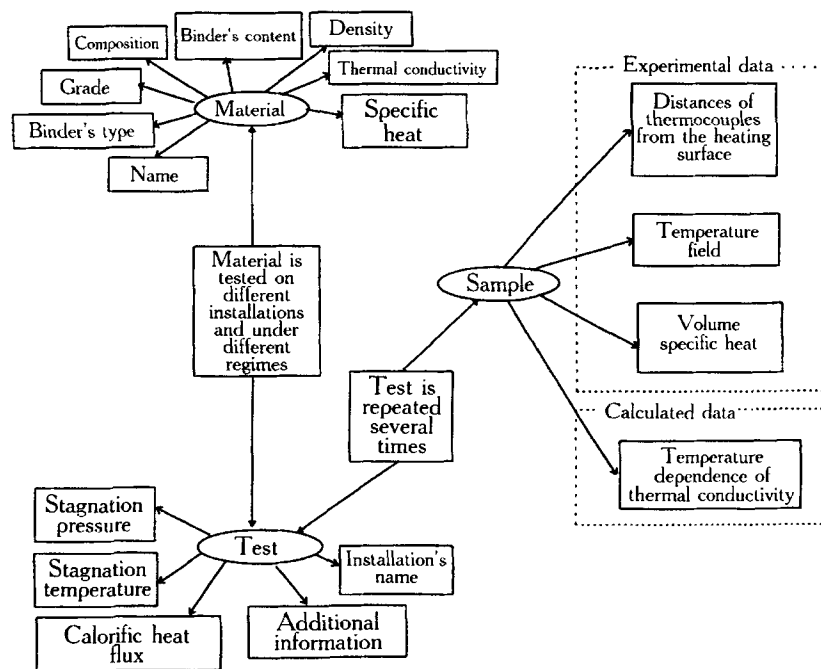 Composition
Binder's content
Density
Grade
Thermal conductivity
Binder's type
Material
Specific
heat
Name
Material is
tested on
different
installations
and under
different
regimes
Test is
repeated
several
times
Experimental data
Distances of
thermocouples
from the heating
surface
Temperature
field
Sample
Volume
specific heat
Calculated data
Temperature
dependence of
thermal conductivity
Stagnation
pressure
Test
Stagnation
temperature
Installation's
name
Calorific heat
flux
Additional
information